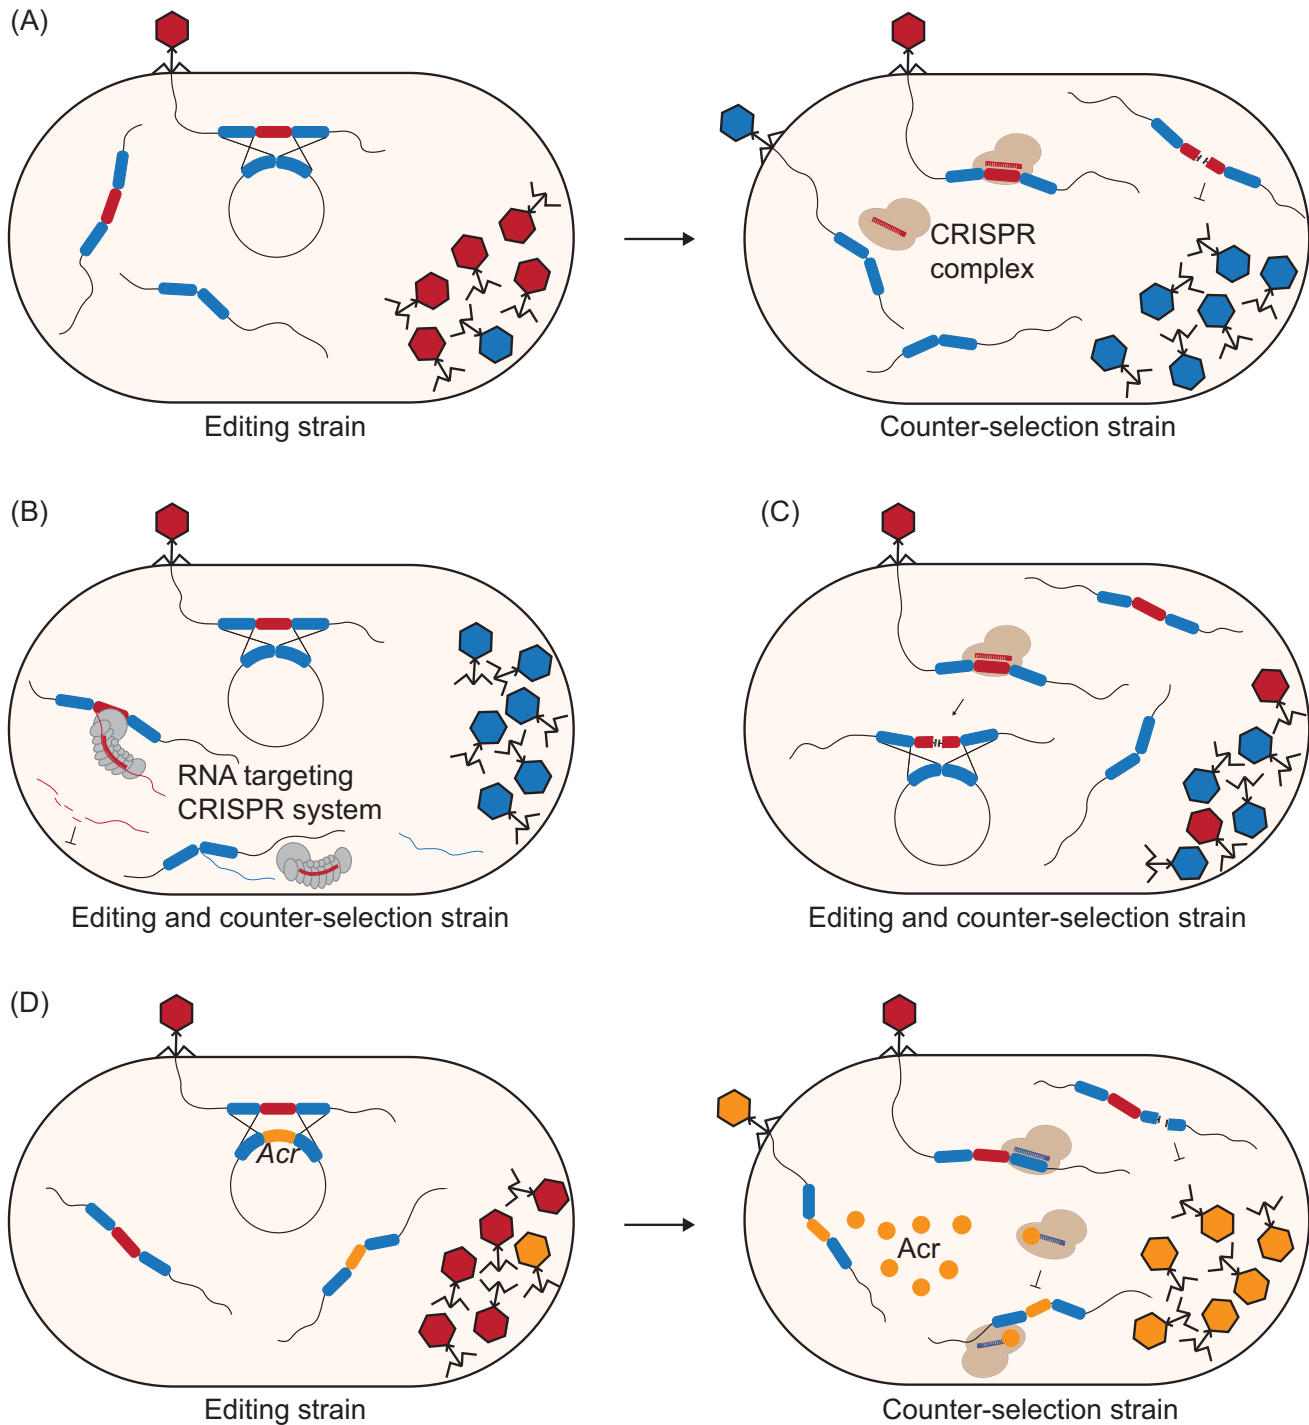 (A)
CRISPR
complex
Editing strain
Counter-selection strain
(B)
(C)
RNA targeting
CRISPR system
Editing and counter-selection strain
Editing and counter-selection strain
(D)
Acr
Acr
Editing strain
Counter-selection strain